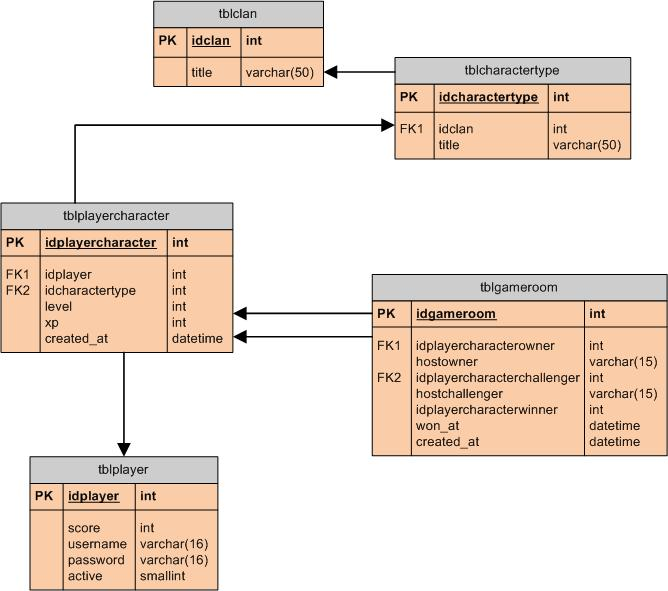 tblclan
PK idclan int
title varchar(50)
tblcharactertype
PK idcharactertype int
FK1 idclan int
title varchar(50)
tblplayercharacter
PK idplayercharacter int
FK1 idplayer int
FK2 idcharactertype int
level int
xp int
created_at datetime
tblgameroom
PK idgameroom int
FK1 idplayercharacterowner int
hostowner varchar(15)
FK2 idplayercharacterchallenger int
hostchallenger varchar(15)
idplayercharacterwinner int
won_at datetime
created_at datetime
tblplayer
PK idplayer int
score int
username varchar(16)
password varchar(16)
active smallint